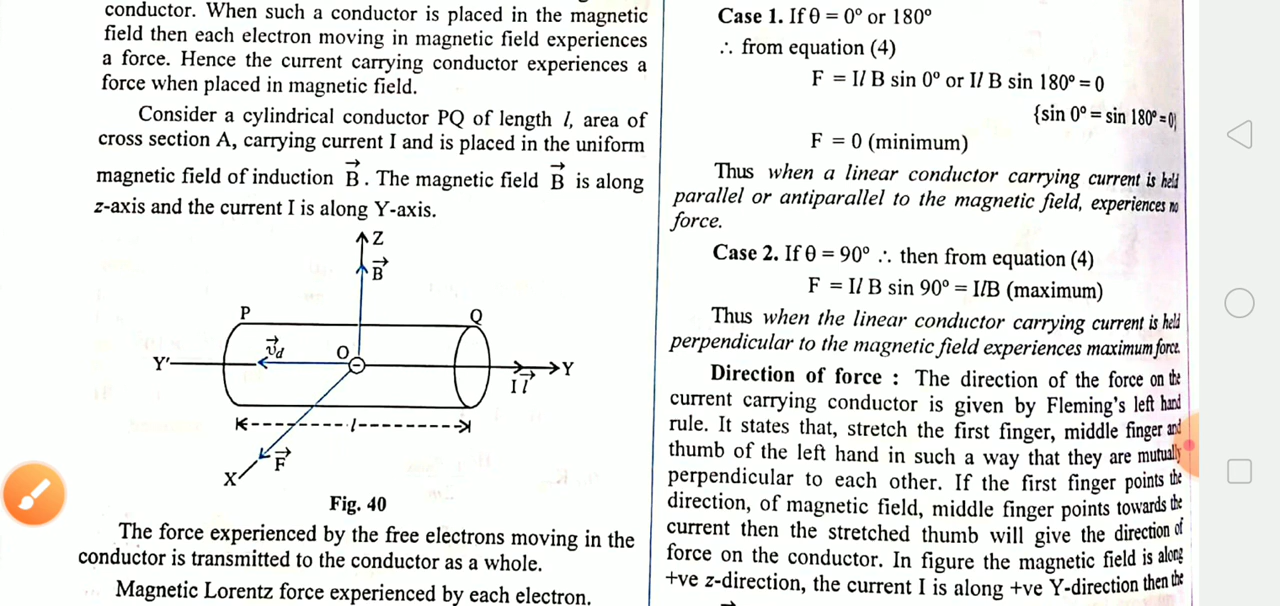 conductor. When such a conductor is placed in the magnetic
field then each electron moving in magnetic field experiences
a force. Hence the current carrying conductor experiences a
force when placed in magnetic field.
Consider a cylindrical conductor PQ of length l, area of
cross section A, carrying current I and is placed in the uniform
magnetic field of induction B⃗. The magnetic field B⃗ is along
z-axis and the current I is along Y-axis.
Z
B⃗
P
Q
v⃗d
O
Y'
Y
I l⃗
l
F⃗
X
Fig. 40
The force experienced by the free electrons moving in the
conductor is transmitted to the conductor as a whole.
Magnetic Lorentz force experienced by each electron.
Case 1. If θ = 0° or 180°
∴ from equation (4)
F = Il B sin 0° or Il B sin 180° = 0
{sin 0° = sin 180° = 0}
F = 0 (minimum)
Thus when a linear conductor carrying current is held
parallel or antiparallel to the magnetic field, experiences no
force.
Case 2. If θ = 90° ∴ then from equation (4)
F = Il B sin 90° = IlB (maximum)
Thus when the linear conductor carrying current is held
perpendicular to the magnetic field experiences maximum force.
Direction of force : The direction of the force on the
current carrying conductor is given by Fleming's left hand
rule. It states that, stretch the first finger, middle finger and
thumb of the left hand in such a way that they are mutually
perpendicular to each other. If the first finger points the
direction, of magnetic field, middle finger points towards the
current then the stretched thumb will give the direction of
force on the conductor. In figure the magnetic field is along
+ve z-direction, the current I is along +ve Y-direction then the